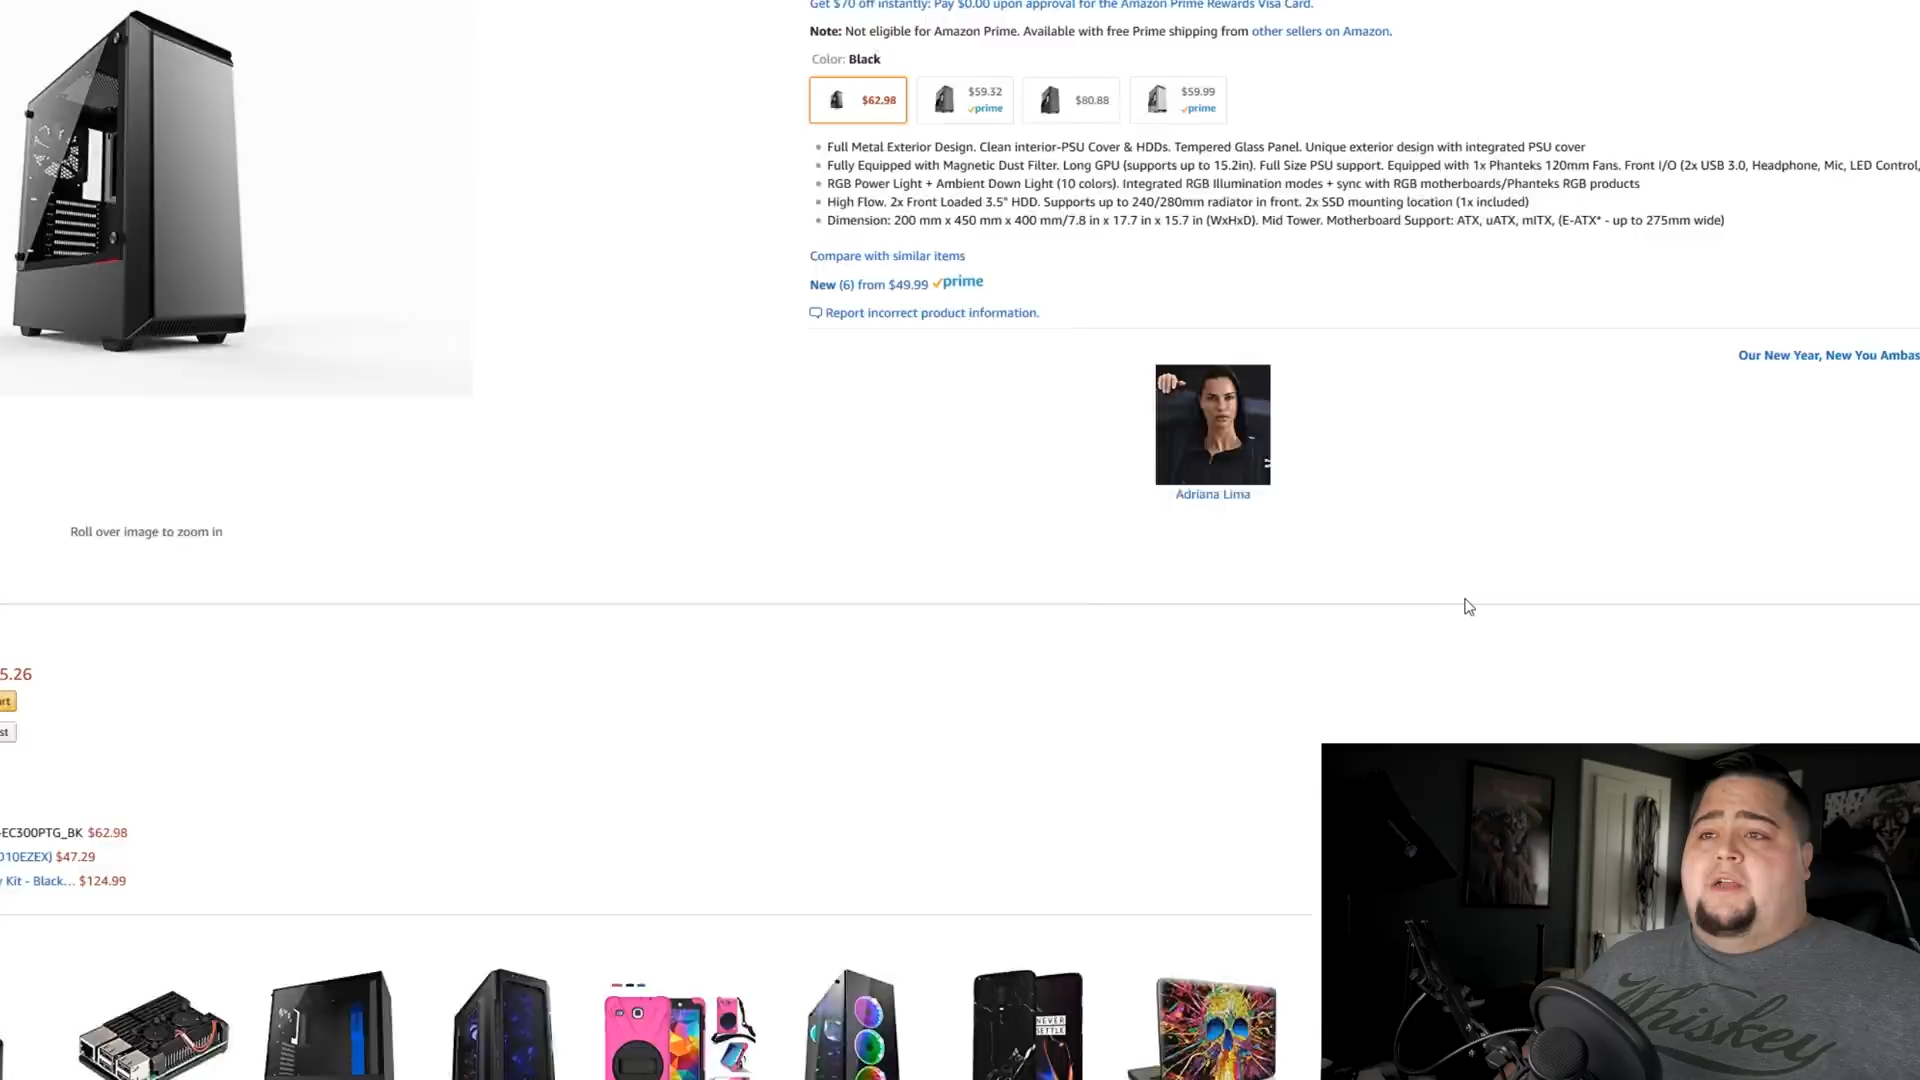 Get $70 off instantly: Pay $0.00 upon approval for the Amazon Prime Rewards Visa Card.
Note: Not eligible for Amazon Prime. Available with free Prime shipping from other sellers on Amazon.
Color: Black
$62.98
$59.32
prime
$80.88
$59.99
prime
Full Metal Exterior Design. Clean interior-PSU Cover & HDDs. Tempered Glass Panel. Unique exterior design with integrated PSU cover
Fully Equipped with Magnetic Dust Filter. Long GPU (supports up to 15.2in). Full Size PSU support. Equipped with 1x Phanteks 120mm Fans. Front I/O (2x USB 3.0, Headphone, Mic, LED Control,
RGB Power Light + Ambient Down Light (10 colors). Integrated RGB Illumination modes + sync with RGB motherboards/Phanteks RGB products
High Flow. 2x Front Loaded 3.5" HDD. Supports up to 240/280mm radiator in front. 2x SSD mounting location (1x included)
Dimension: 200 mm x 450 mm x 400 mm/7.8 in x 17.7 in x 15.7 in (WxHxD). Mid Tower. Motherboard Support: ATX, uATX, mITX, (E-ATX* - up to 275mm wide)
Compare with similar items
New (6) from $49.99 prime
Report incorrect product information.
Our New Year, New You Ambas
Adriana Lima
Roll over image to zoom in
5.26
rt
st
-EC300PTG_BK $62.98
D10EZEX) $47.29
y Kit - Black... $124.99
NEVER
SETTLE
Whiskey